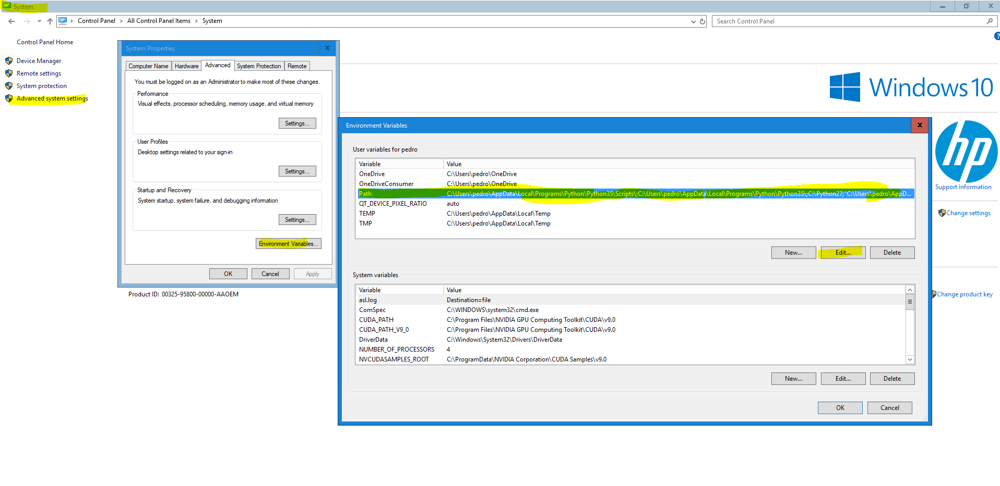 System
Control Panel > All Control Panel Items > System
Search Control Panel
Control Panel Home
Device Manager
Remote settings
System protection
Advanced system settings
System Properties
Computer Name Hardware Advanced System Protection Remote
You must be logged on as an Administrator to make most of these changes.
Performance
Visual effects, processor scheduling, memory usage, and virtual memory
Settings...
User Profiles
Desktop settings related to your sign-in
Settings...
Startup and Recovery
System startup, system failure, and debugging information
Settings...
Environment Variables...
OK Cancel Apply
Product ID: 00325-95800-00000-AAOEM
Windows 10
hp
Support Information
Change settings
Change product key
Environment Variables
User variables for pedro
Variable Value
OneDrive C:\Users\pedro\OneDrive
OneDriveConsumer C:\Users\pedro\OneDrive
Path C:\Users\pedro\AppData\Local\Programs\Python\Python35\Scripts\;C:\Users\pedro\AppData\Local\Programs\Python\Python35\;C:\Python27;"C:\Users\pedro\AppD...
QT_DEVICE_PIXEL_RATIO auto
TEMP C:\Users\pedro\AppData\Local\Temp
TMP C:\Users\pedro\AppData\Local\Temp
New... Edit... Delete
System variables
Variable Value
asl.log Destination=file
ComSpec C:\WINDOWS\system32\cmd.exe
CUDA_PATH C:\Program Files\NVIDIA GPU Computing Toolkit\CUDA\v9.0
CUDA_PATH_V9_0 C:\Program Files\NVIDIA GPU Computing Toolkit\CUDA\v9.0
DriverData C:\Windows\System32\Drivers\DriverData
NUMBER_OF_PROCESSORS 4
NVCUDASAMPLES_ROOT C:\ProgramData\NVIDIA Corporation\CUDA Samples\v9.0
New... Edit... Delete
OK Cancel